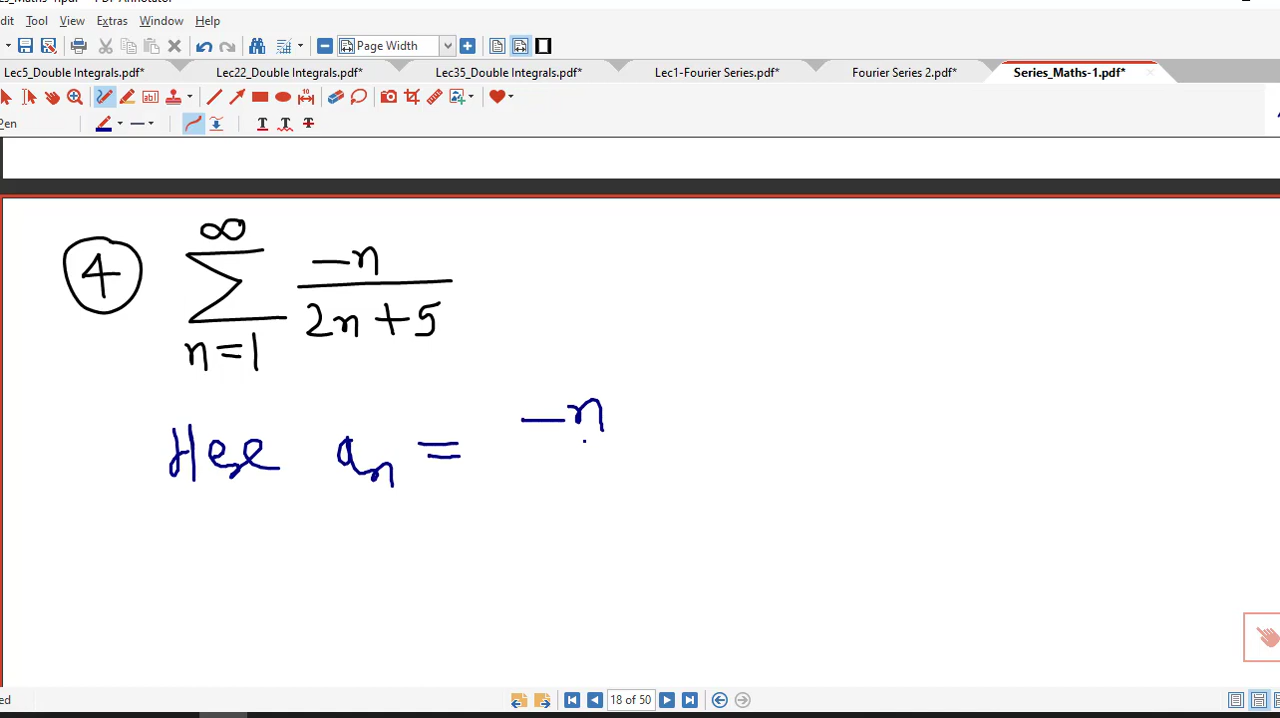 dit Tool View Extras Window Help
Page Width
Lec5_Double Integrals.pdf* Lec22_Double Integrals.pdf* Lec35_Double Integrals.pdf* Lec1-Fourier Series.pdf* Fourier Series 2.pdf* Series_Maths-1.pdf*
Pen
4 ∞
∑ -n
n=1 2n+5
Here aₙ = -n
18 of 50